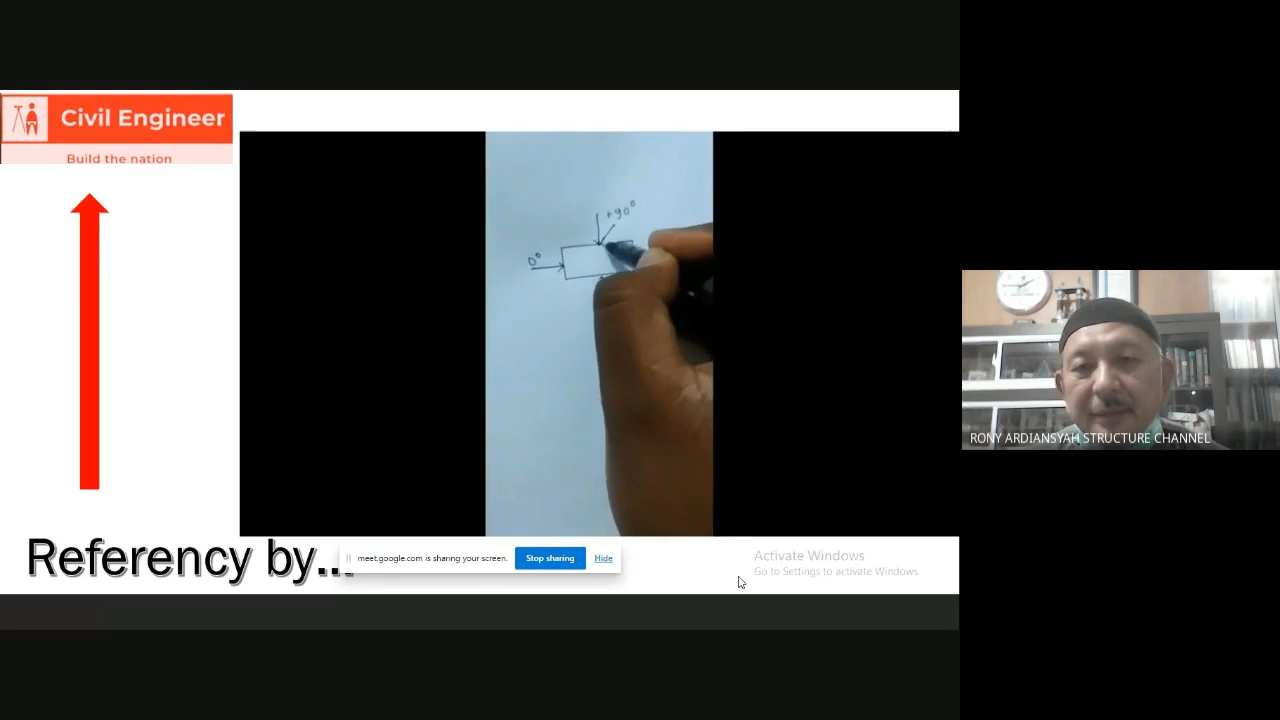 Civil Engineer
Build the nation
+90°
0°
Referency by...
meet.google.com is sharing your screen.
Stop sharing
Hide
Activate Windows
Go to Settings to activate Windows.
RONY ARDIANSYAH STRUCTURE CHANNEL